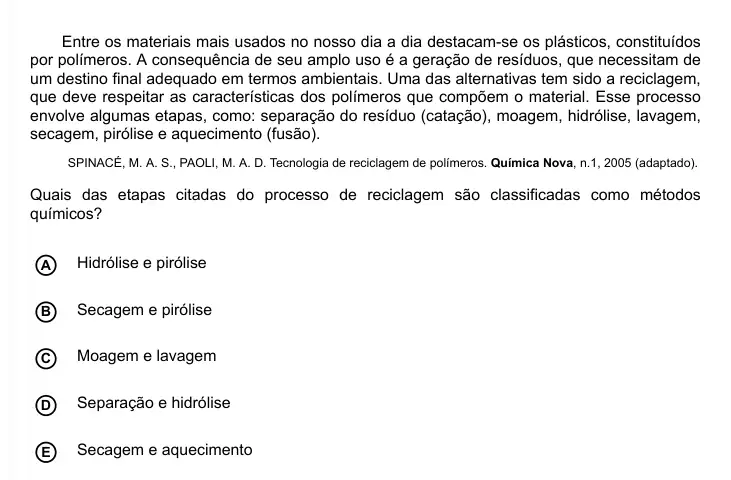 Entre os materiais mais usados no nosso dia a dia destacam-se os plásticos, constituídos
por polímeros. A consequência de seu amplo uso é a geração de resíduos, que necessitam de
um destino final adequado em termos ambientais. Uma das alternativas tem sido a reciclagem,
que deve respeitar as características dos polímeros que compõem o material. Esse processo
envolve algumas etapas, como: separação do resíduo (catação), moagem, hidrólise, lavagem,
secagem, pirólise e aquecimento (fusão).
SPINACÉ, M. A. S., PAOLI, M. A. D. Tecnologia de reciclagem de polímeros. Química Nova, n.1, 2005 (adaptado).
Quais das etapas citadas do processo de reciclagem são classificadas como métodos
químicos?
A Hidrólise e pirólise
B Secagem e pirólise
C Moagem e lavagem
D Separação e hidrólise
E Secagem e aquecimento